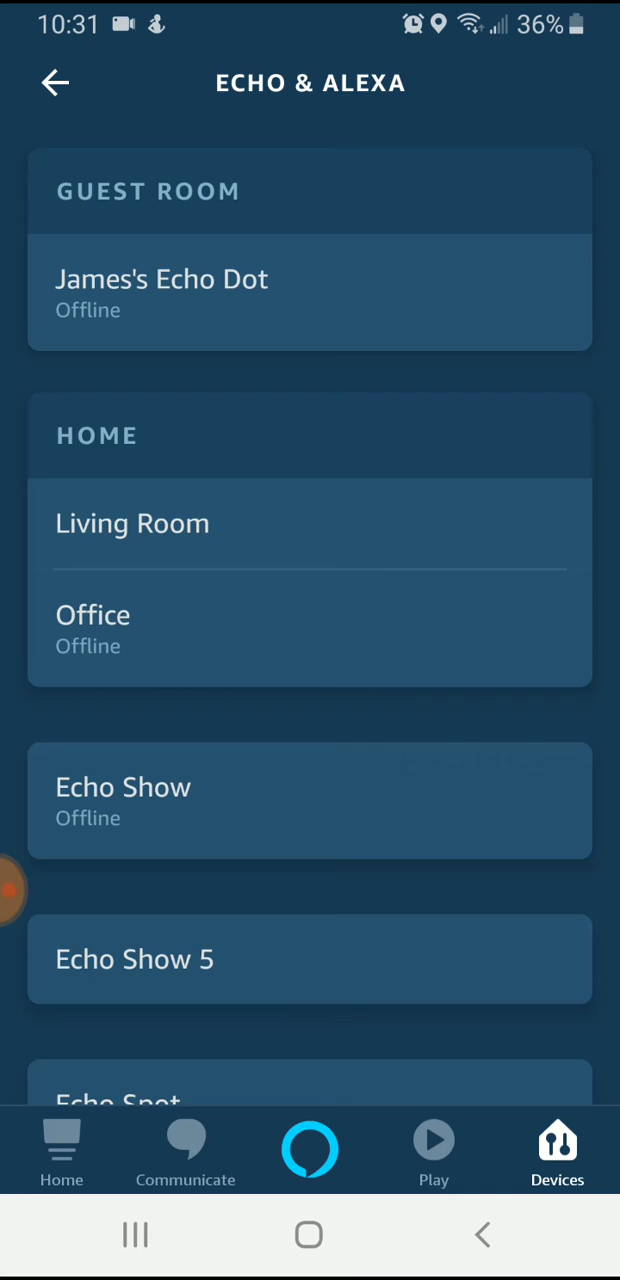 10:31 36%
ECHO & ALEXA
GUEST ROOM
James's Echo Dot
Offline
HOME
Living Room
Office
Offline
Echo Show
Offline
Echo Show 5
Echo Spot
Home Communicate Play Devices